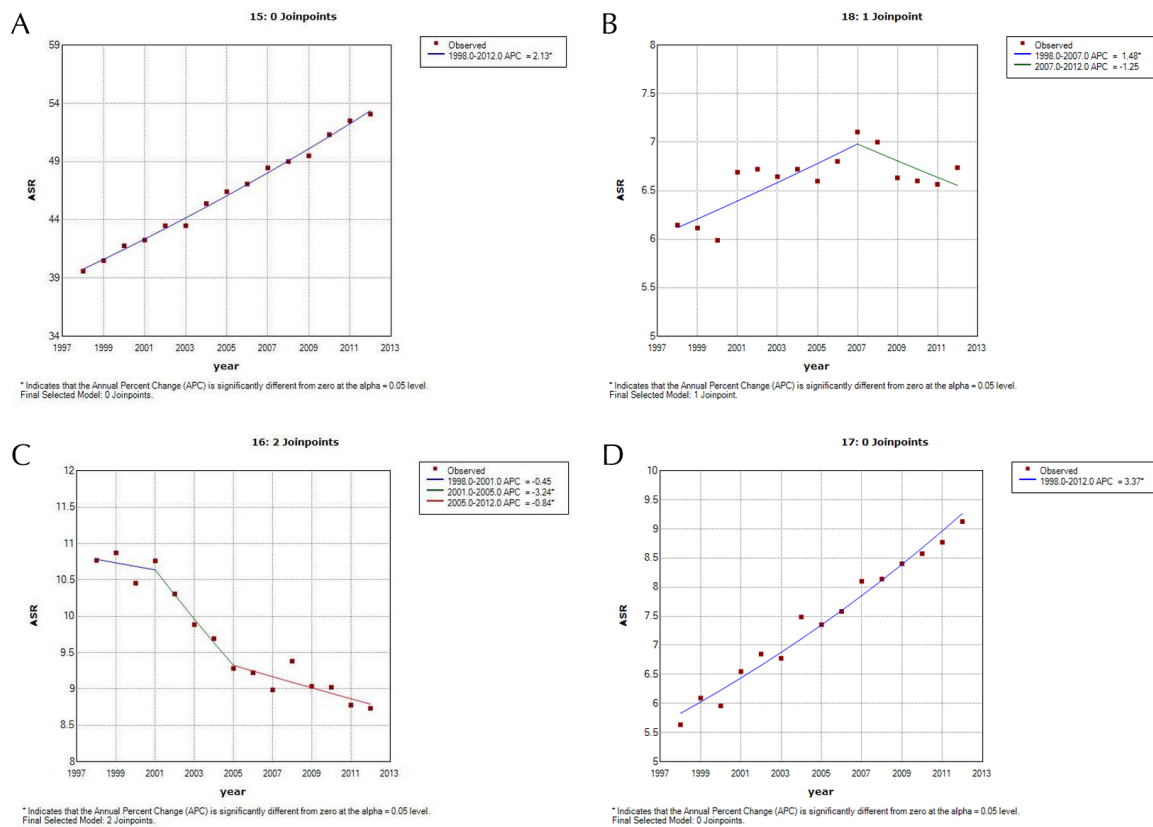 A
15: 0 Joinpoints
59
54
49
44
39
34
ASR
1997 1999 2001 2003 2005 2007 2009 2011 2013
year
Observed
1998.0-2012.0 APC = 2.13*
* Indicates that the Annual Percent Change (APC) is significantly different from zero at the alpha = 0.05 level.
Final Selected Model: 0 Joinpoints.
B
18: 1 Joinpoint
8
7.5
7
6.5
6
5.5
5
ASR
1997 1999 2001 2003 2005 2007 2009 2011 2013
year
Observed
1998.0-2007.0 APC = 1.48*
2007.0-2012.0 APC = -1.25
* Indicates that the Annual Percent Change (APC) is significantly different from zero at the alpha = 0.05 level.
Final Selected Model: 1 Joinpoint.
C
16: 2 Joinpoints
12
11.5
11
10.5
10
9.5
9
8.5
8
ASR
1997 1999 2001 2003 2005 2007 2009 2011 2013
year
Observed
1998.0-2001.0 APC = -0.45
2001.0-2005.0 APC = -3.24*
2005.0-2012.0 APC = -0.84*
* Indicates that the Annual Percent Change (APC) is significantly different from zero at the alpha = 0.05 level.
Final Selected Model: 2 Joinpoints.
D
17: 0 Joinpoints
10
9.5
9
8.5
8
7.5
7
6.5
6
5.5
5
ASR
1997 1999 2001 2003 2005 2007 2009 2011 2013
year
Observed
1998.0-2012.0 APC = 3.37*
* Indicates that the Annual Percent Change (APC) is significantly different from zero at the alpha = 0.05 level.
Final Selected Model: 0 Joinpoints.